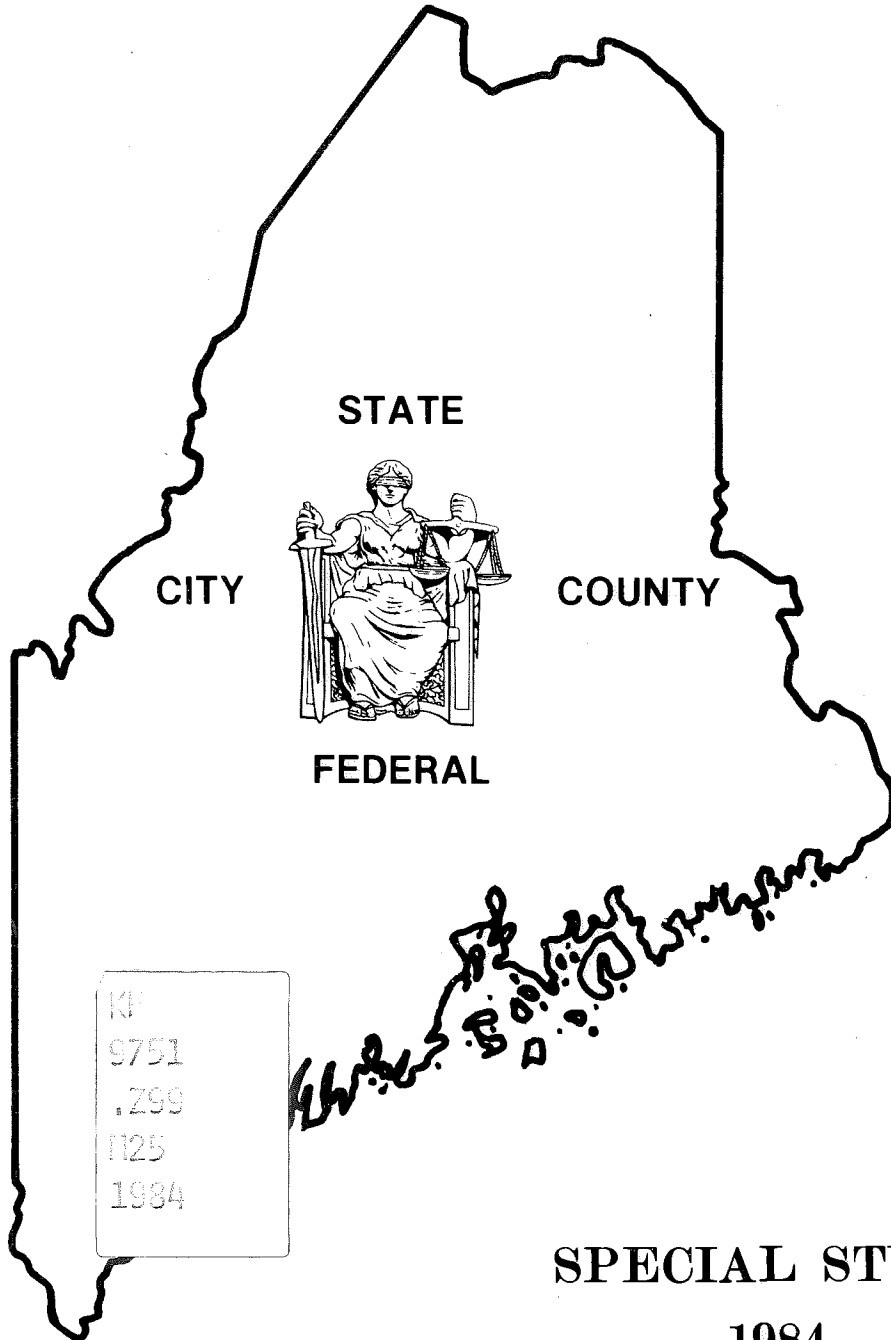 STATE
CITY
COUNTY
FEDERAL
KF
9751
.Z99
M25
1984
SPECIAL ST
1984